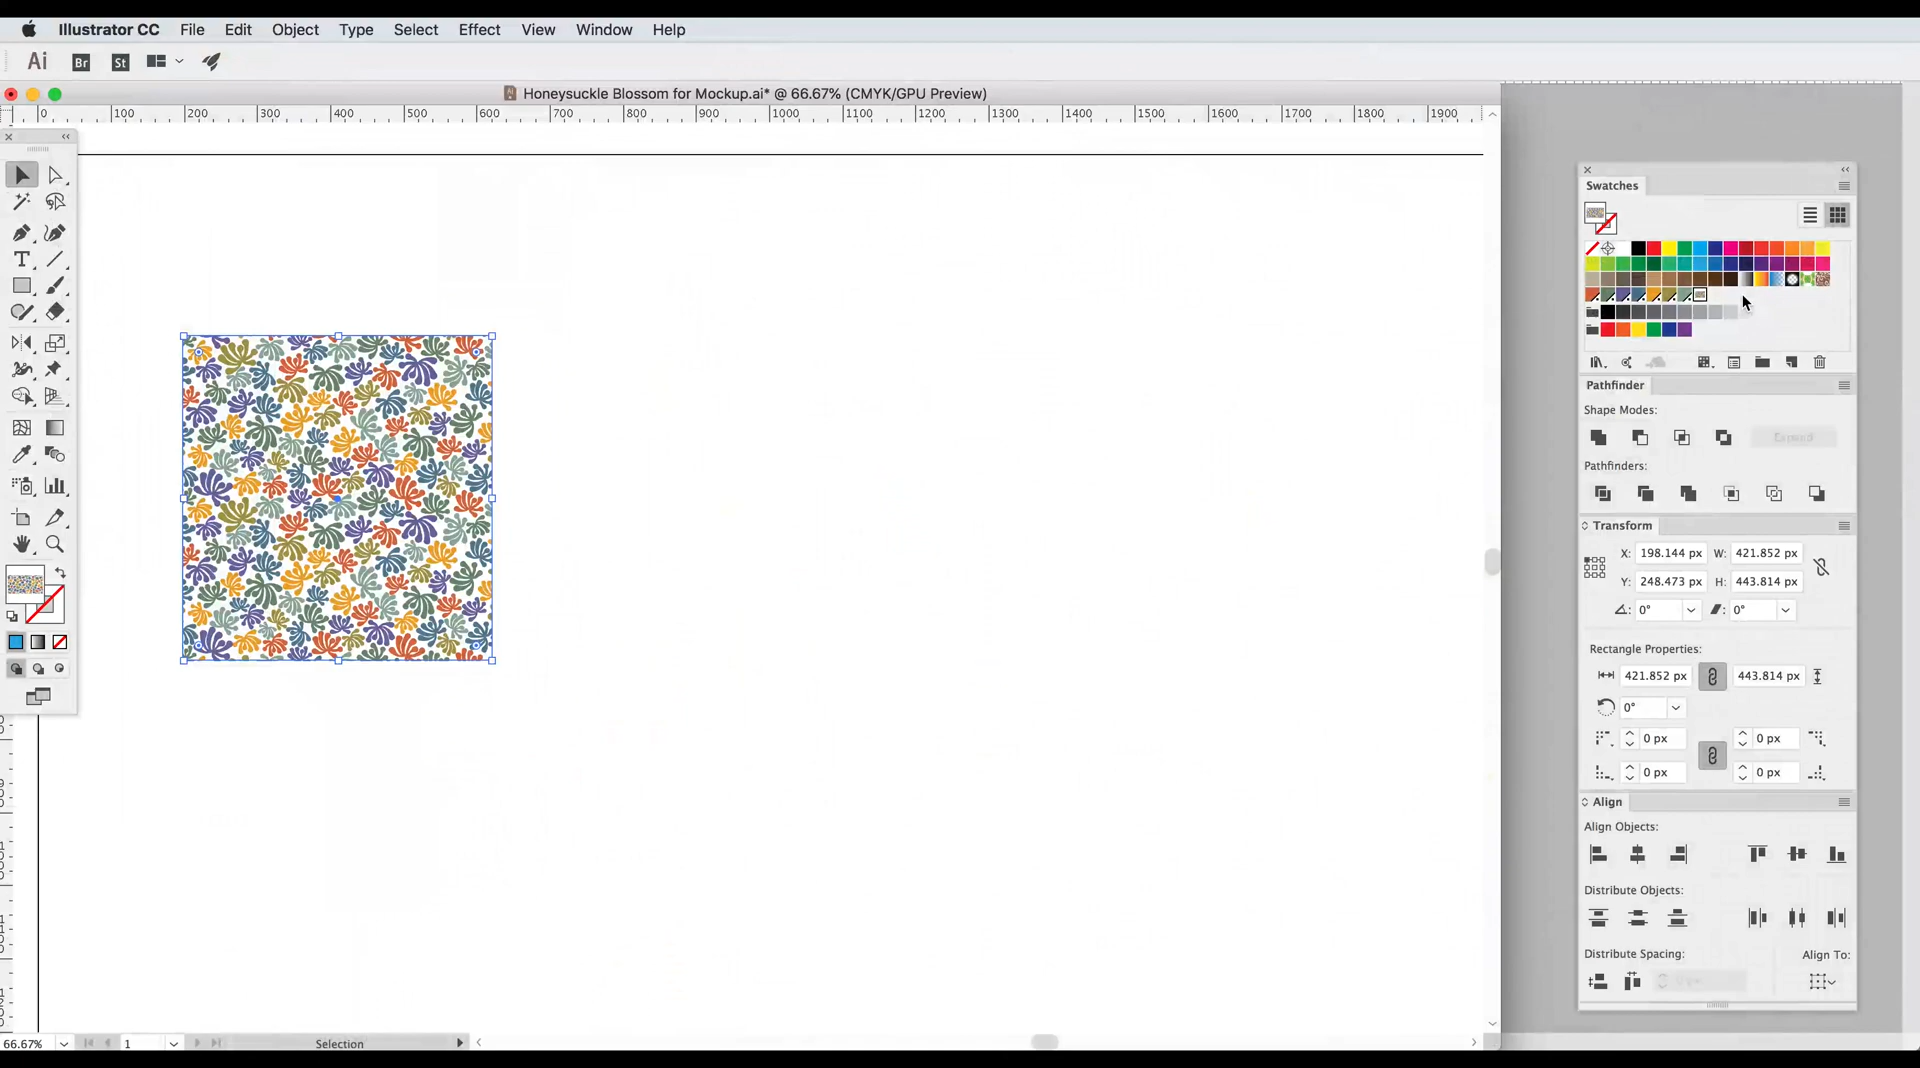 Illustrator CC File Edit Object Type Select Effect View Window Help
Ai Br St
Honeysuckle Blossom for Mockup.ai* @ 66.67% (CMYK/GPU Preview)
0 100 200 300 400 500 600 700 800 900 1000 1100 1200 1300 1400 1500 1600 1700 1800 1900
Swatches
Pathfinder
Shape Modes:
Expand
Pathfinders:
Transform
X: 198.144 px W: 421.852 px
Y: 248.473 px H: 443.814 px
0° 0°
Rectangle Properties:
421.852 px 443.814 px
0°
0 px 0 px
0 px 0 px
Align
Align Objects:
Distribute Objects:
Distribute Spacing: Align To:
66.67% 1 Selection